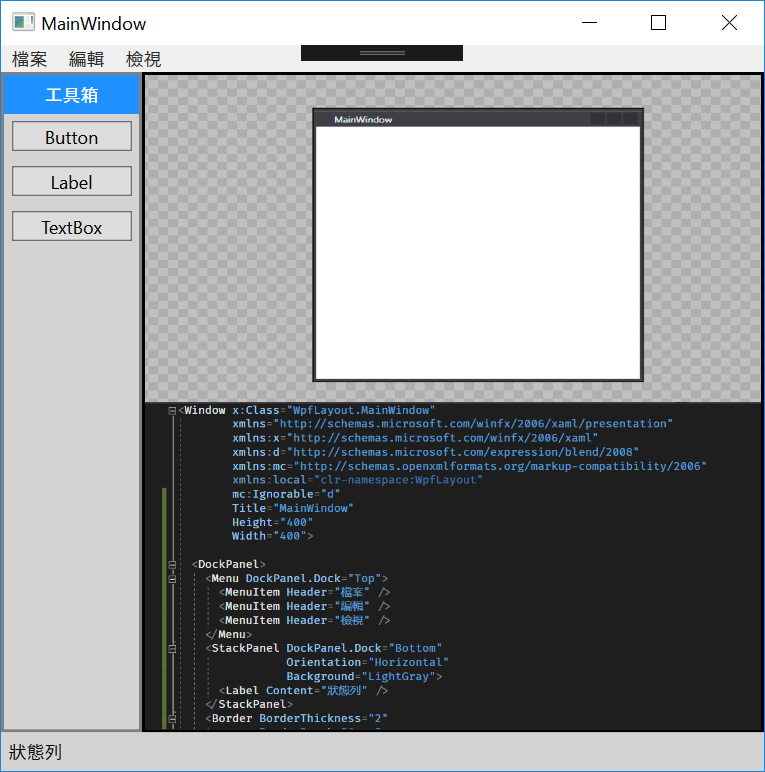 MainWindow
檔案 編輯 檢視
工具箱
Button
Label
TextBox
MainWindow
<Window x:Class="WpfLayout.MainWindow"
xmlns="http://schemas.microsoft.com/winfx/2006/xaml/presentation"
xmlns:x="http://schemas.microsoft.com/winfx/2006/xaml"
xmlns:d="http://schemas.microsoft.com/expression/blend/2008"
xmlns:mc="http://schemas.openxmlformats.org/markup-compatibility/2006"
xmlns:local="clr-namespace:WpfLayout"
mc:Ignorable="d"
Title="MainWindow"
Height="400"
Width="400">
<DockPanel>
<Menu DockPanel.Dock="Top">
<MenuItem Header="檔案" />
<MenuItem Header="編輯" />
<MenuItem Header="檢視" />
</Menu>
<StackPanel DockPanel.Dock="Bottom"
Orientation="Horizontal"
Background="LightGray">
<Label Content="狀態列" />
</StackPanel>
<Border BorderThickness="2"
狀態列